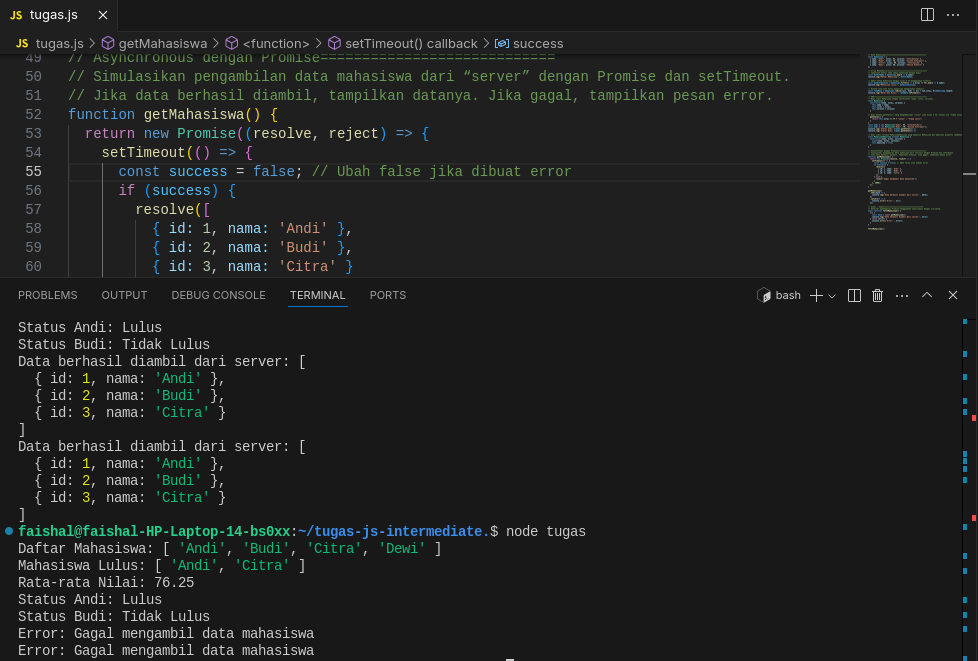 JS tugas.js
JS tugas.js > getMahasiswa > <function> > setTimeout() callback > success
49 // Asynchronous dengan Promise============================
50 // Simulasikan pengambilan data mahasiswa dari “server” dengan Promise dan setTimeout.
51 // Jika data berhasil diambil, tampilkan datanya. Jika gagal, tampilkan pesan error.
52 function getMahasiswa() {
53 return new Promise((resolve, reject) => {
54 setTimeout(() => {
55 const success = false; // Ubah false jika dibuat error
56 if (success) {
57 resolve([
58 { id: 1, nama: 'Andi' },
59 { id: 2, nama: 'Budi' },
60 { id: 3, nama: 'Citra' }
PROBLEMS OUTPUT DEBUG CONSOLE TERMINAL PORTS bash
Status Andi: Lulus
Status Budi: Tidak Lulus
Data berhasil diambil dari server: [
{ id: 1, nama: 'Andi' },
{ id: 2, nama: 'Budi' },
{ id: 3, nama: 'Citra' }
]
Data berhasil diambil dari server: [
{ id: 1, nama: 'Andi' },
{ id: 2, nama: 'Budi' },
{ id: 3, nama: 'Citra' }
]
faishal@faishal-HP-Laptop-14-bs0xx:~/tugas-js-intermediate.$ node tugas
Daftar Mahasiswa: [ 'Andi', 'Budi', 'Citra', 'Dewi' ]
Mahasiswa Lulus: [ 'Andi', 'Citra' ]
Rata-rata Nilai: 76.25
Status Andi: Lulus
Status Budi: Tidak Lulus
Error: Gagal mengambil data mahasiswa
Error: Gagal mengambil data mahasiswa